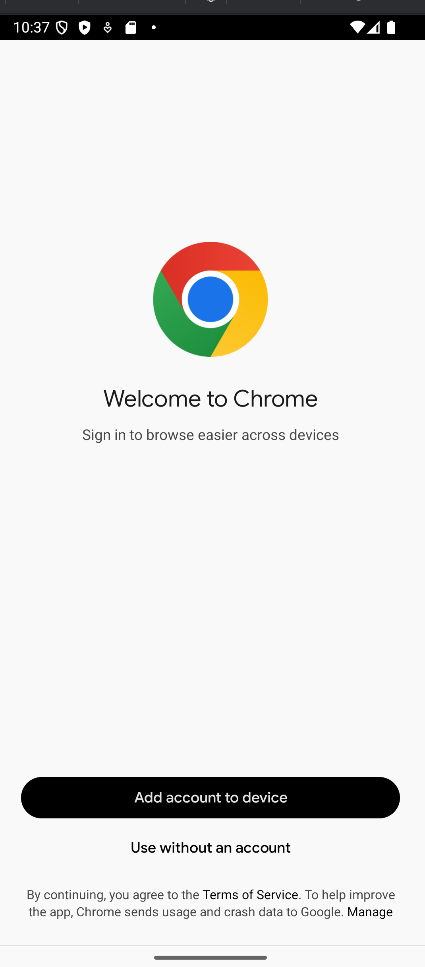 10:37
Welcome to Chrome
Sign in to browse easier across devices
Add account to device
Use without an account
By continuing, you agree to the Terms of Service. To help improve
the app, Chrome sends usage and crash data to Google. Manage